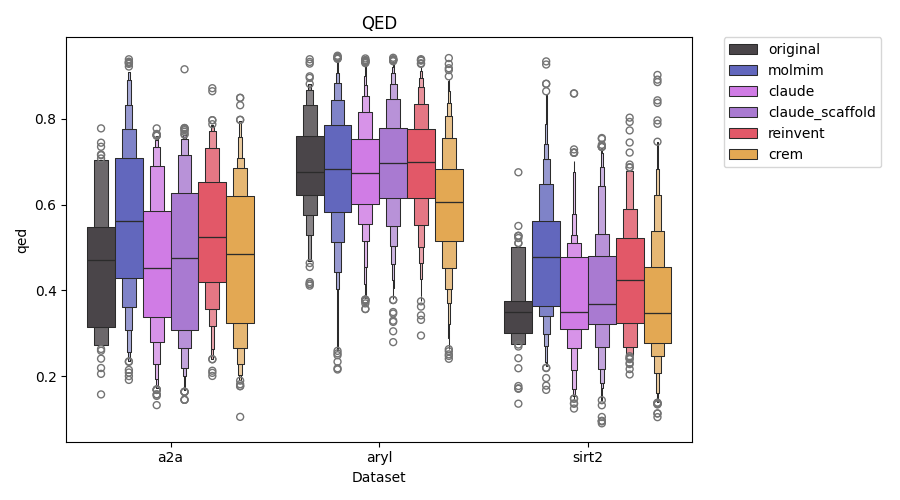 QED
original
molmim
claude
claude_scaffold
reinvent
crem
qed
0.8
0.6
0.4
0.2
a2a
aryl
sirt2
Dataset